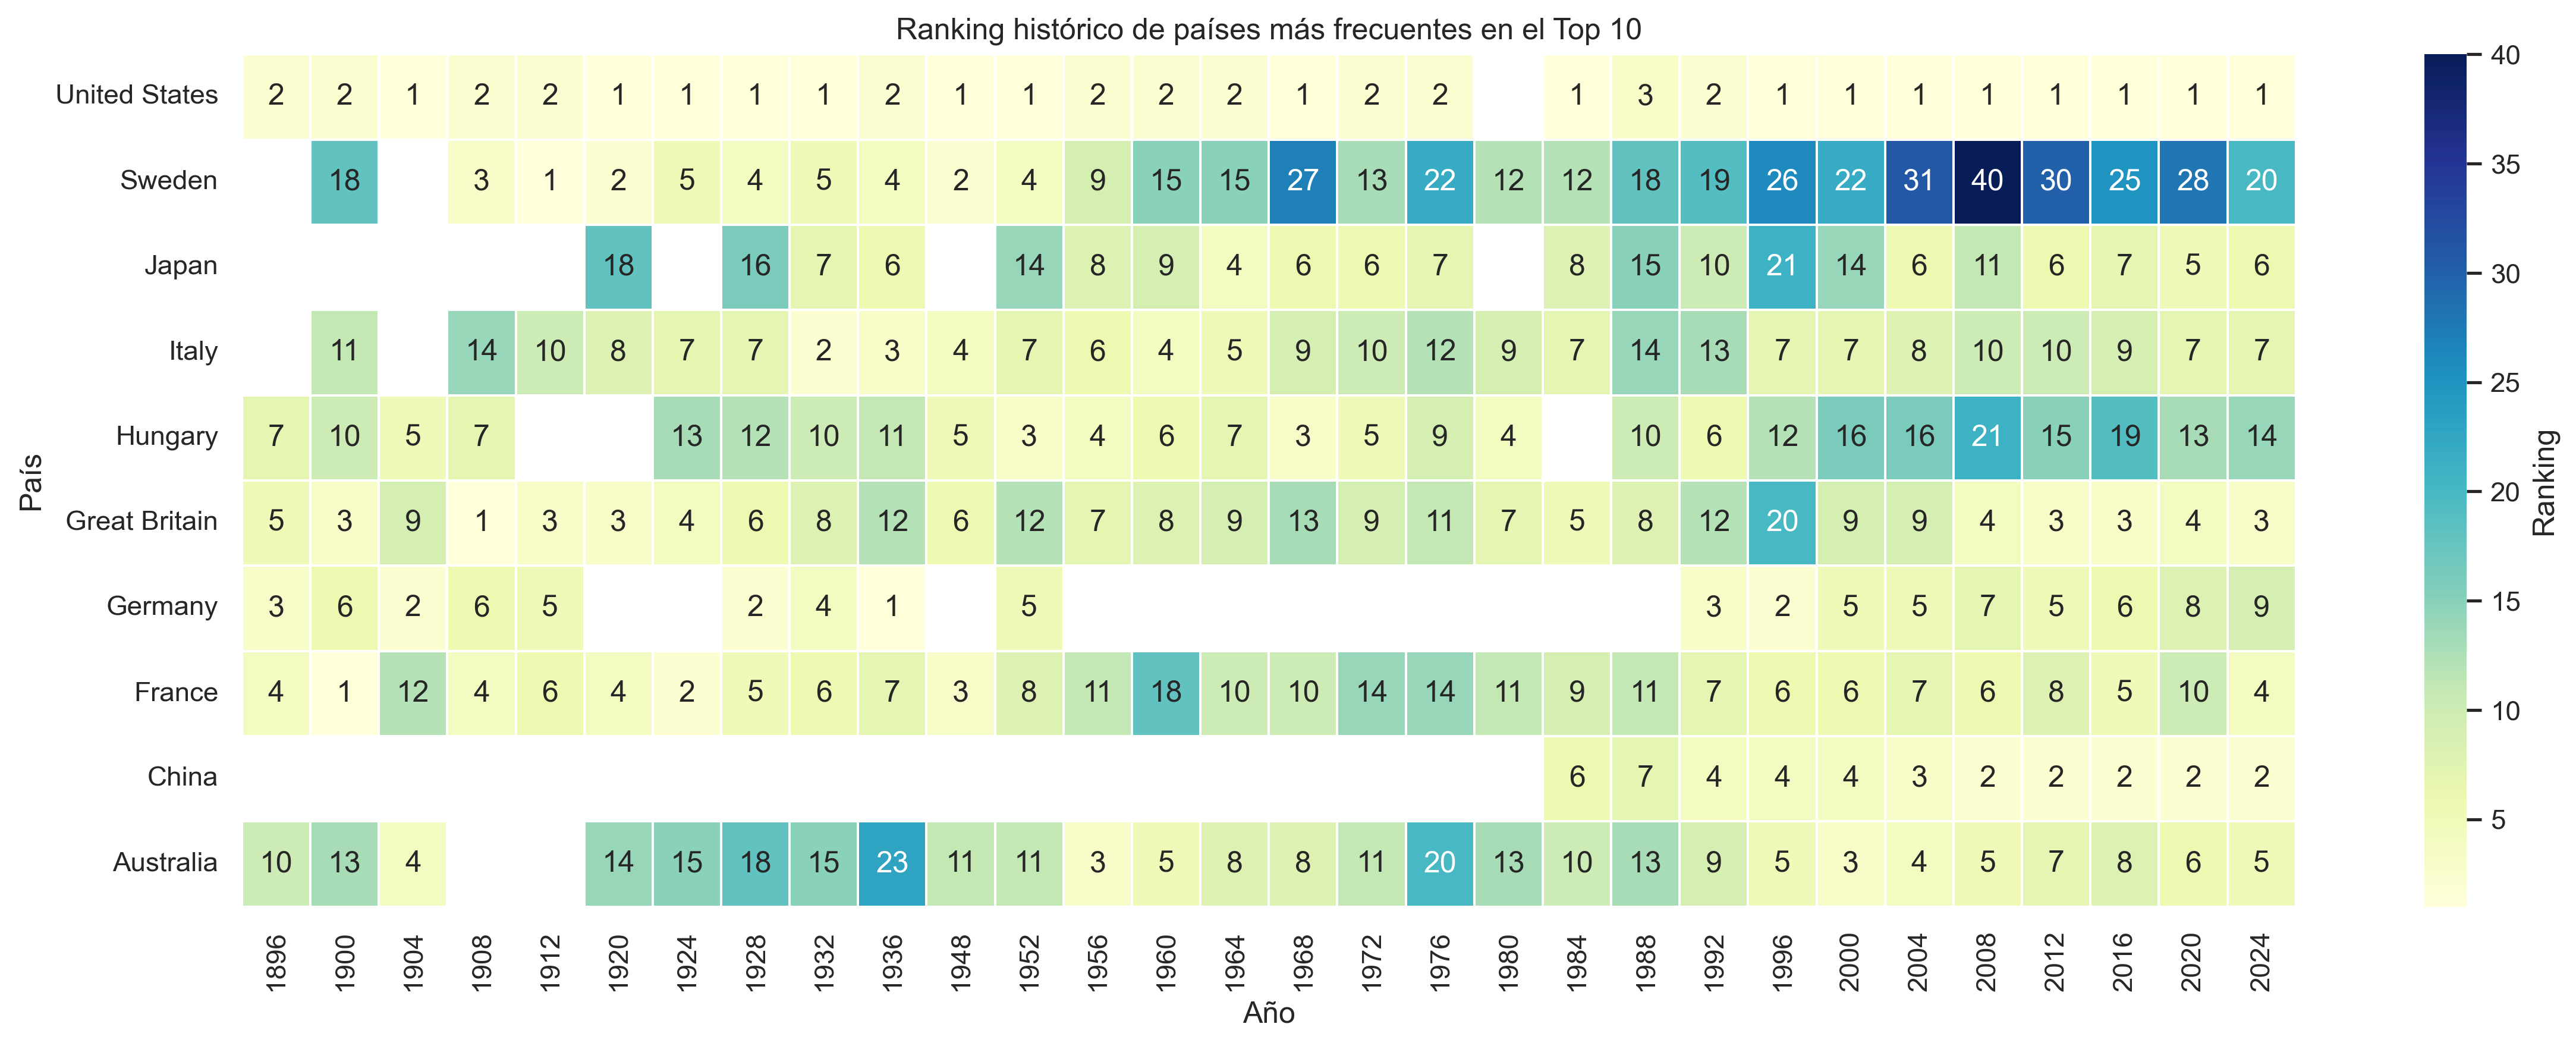 Ranking histórico de países más frecuentes en el Top 10
United States 2 2 1 2 2 1 1 1 1 2 1 1 2 2 2 1 2 2 1 3 2 1 1 1 1 1 1 1 1
Sweden 18 3 1 2 5 4 5 4 2 4 9 15 15 27 13 22 12 12 18 19 26 22 31 40 30 25 28 20
Japan 18 16 7 6 14 8 9 4 6 6 7 8 15 10 21 14 6 11 6 7 5 6
Italy 11 14 10 8 7 7 2 3 4 7 6 4 5 9 10 12 9 7 14 13 7 7 8 10 10 9 7 7
Hungary 7 10 5 7 13 12 10 11 5 3 4 6 7 3 5 9 4 10 6 12 16 16 21 15 19 13 14
Great Britain 5 3 9 1 3 3 4 6 8 12 6 12 7 8 9 13 9 11 7 5 8 12 20 9 9 4 3 3 4 3
Germany 3 6 2 6 5 2 4 1 5 3 2 5 5 7 5 6 8 9
France 4 1 12 4 6 4 2 5 6 7 3 8 11 18 10 10 14 14 11 9 11 7 6 6 7 6 8 5 10 4
China 6 7 4 4 4 3 2 2 2 2 2
Australia 10 13 4 14 15 18 15 23 11 11 3 5 8 8 11 20 13 10 13 9 5 3 4 5 7 8 6 5
1896 1900 1904 1908 1912 1920 1924 1928 1932 1936 1948 1952 1956 1960 1964 1968 1972 1976 1980 1984 1988 1992 1996 2000 2004 2008 2012 2016 2020 2024
Año
País
40
35
30
25
20
15
10
5
Ranking